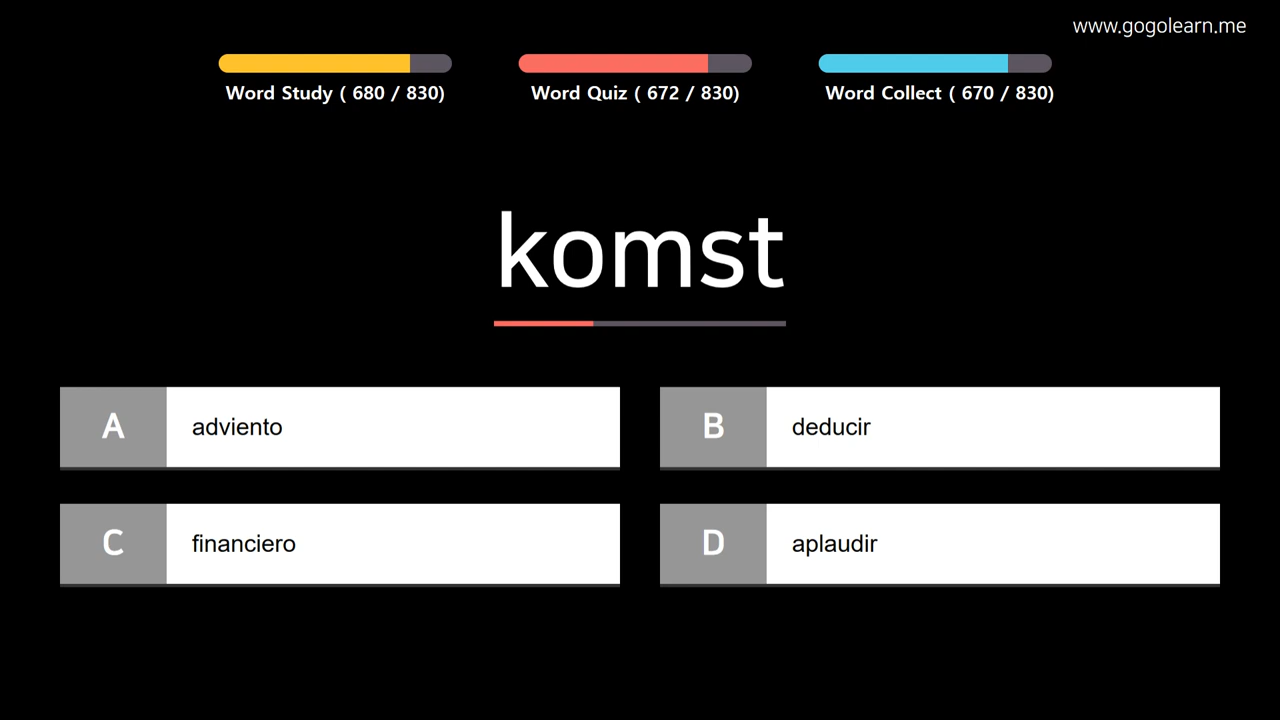 www.gogolearn.me
Word Study ( 680 / 830)
Word Quiz ( 672 / 830)
Word Collect ( 670 / 830)
komst
A adviento
B deducir
C financiero
D aplaudir